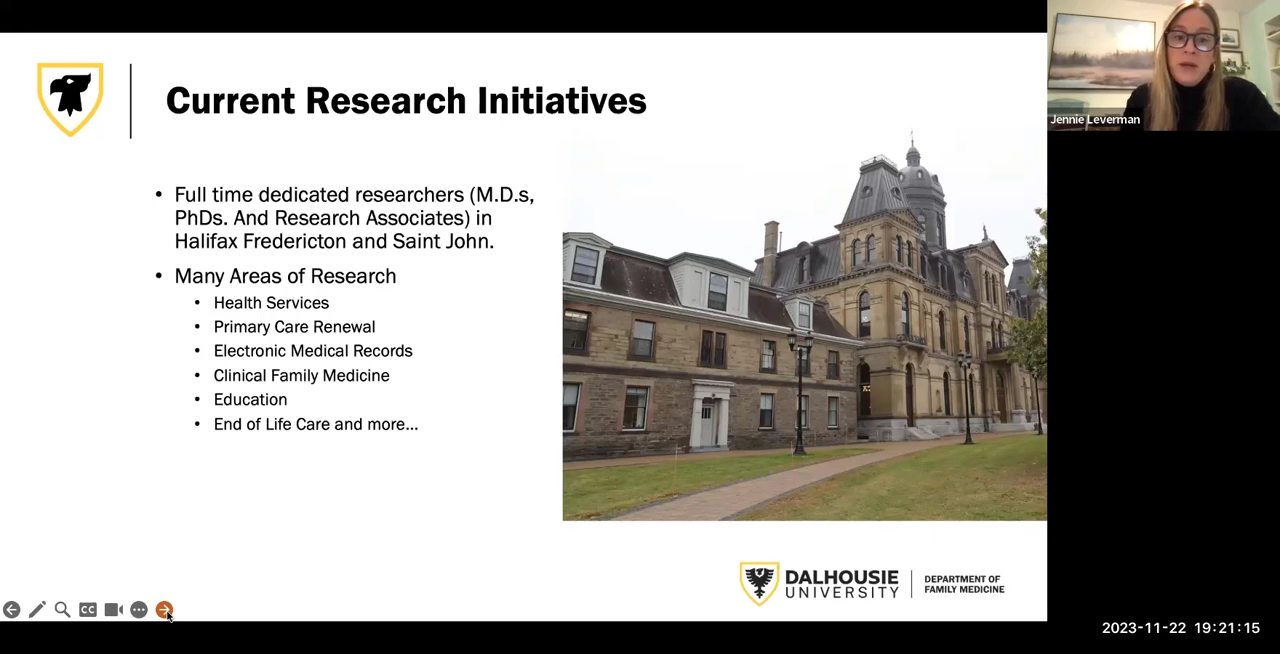 Current Research Initiatives
• Full time dedicated researchers (M.D.s,
PhDs. And Research Associates) in
Halifax Fredericton and Saint John.
• Many Areas of Research
• Health Services
• Primary Care Renewal
• Electronic Medical Records
• Clinical Family Medicine
• Education
• End of Life Care and more...
DALHOUSIE
UNIVERSITY
DEPARTMENT OF
FAMILY MEDICINE
CC
Jennie Leverman
2023-11-22 19:21:15